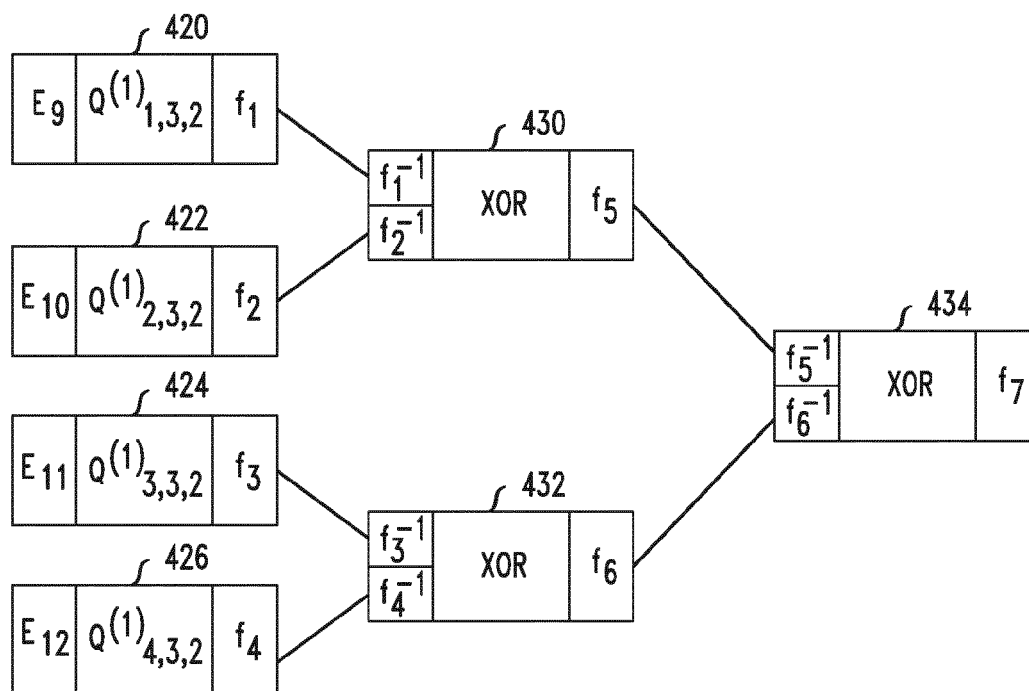 420
E9 Q(1)1,3,2 f1
422
E10 Q(1)2,3,2 f2
424
E11 Q(1)3,3,2 f3
426
E12 Q(1)4,3,2 f4
430
f1-1
f2-1
XOR f5
432
f3-1
f4-1
XOR f6
434
f5-1
f6-1
XOR f7